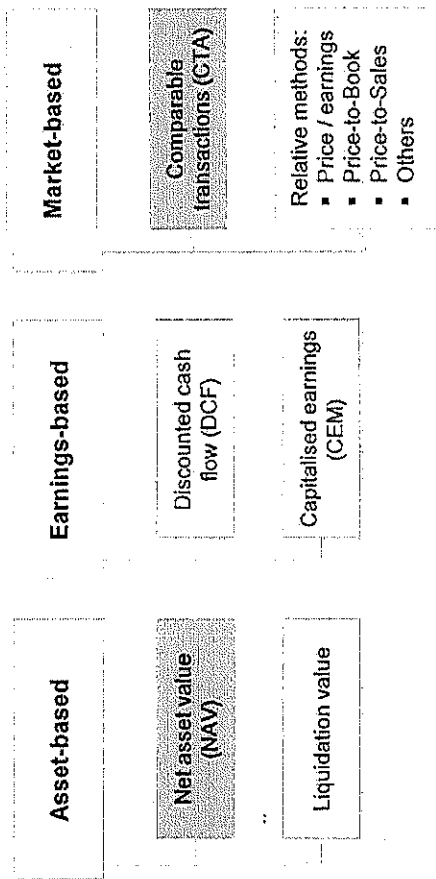 Asset-based
Net asset value
(NAV)
Liquidation value
Earnings-based
Discounted cash
flow (DCF)
Capitalised earnings
(CEM)
Market-based
Comparable
transactions (CTA)
Relative methods:
▪ Price / earnings
▪ Price-to-Book
▪ Price-to-Sales
▪ Others